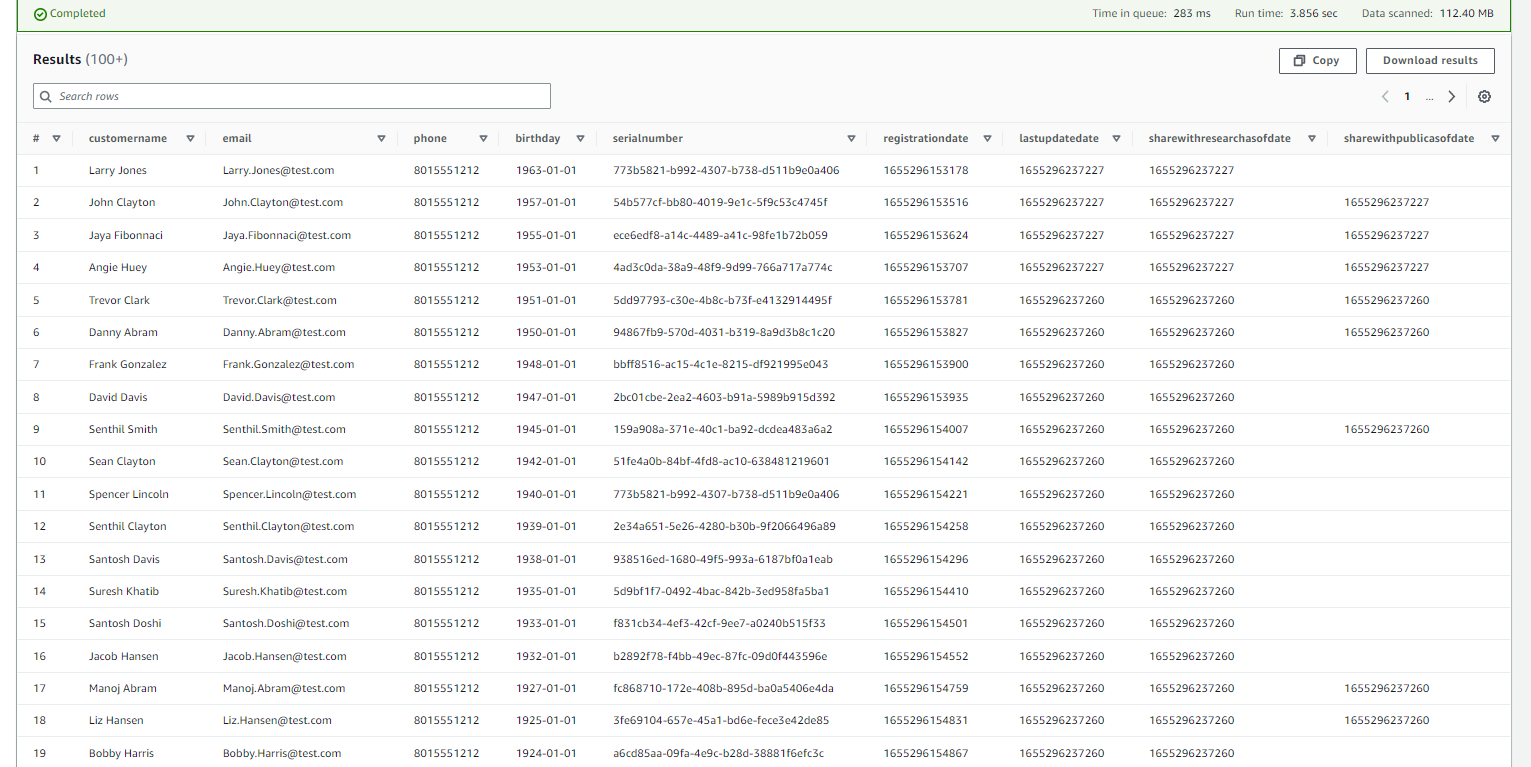 Completed Time in queue: 283 ms Run time: 3.856 sec Data scanned: 112.40 MB
Results (100+) Copy Download results
Search rows 1 ...
# customername email phone birthday serialnumber registrationdate lastupdatedate sharewithresearchasofdate sharewithpublicasofdate
1 Larry Jones Larry.Jones@test.com 8015551212 1963-01-01 773b5821-b992-4307-b738-d511b9e0a406 1655296153178 1655296237227 1655296237227
2 John Clayton John.Clayton@test.com 8015551212 1957-01-01 54b577cf-bb80-4019-9e1c-5f9c53c4745f 1655296153516 1655296237227 1655296237227 1655296237227
3 Jaya Fibonnaci Jaya.Fibonnaci@test.com 8015551212 1955-01-01 ece6edf8-a14c-4489-a41c-98fe1b72b059 1655296153624 1655296237227 1655296237227 1655296237227
4 Angie Huey Angie.Huey@test.com 8015551212 1953-01-01 4ad3c0da-38a9-48f9-9d99-766a717a774c 1655296153707 1655296237227 1655296237227 1655296237227
5 Trevor Clark Trevor.Clark@test.com 8015551212 1951-01-01 5dd97793-c30e-4b8c-b73f-e4132914495f 1655296153781 1655296237260 1655296237260 1655296237260
6 Danny Abram Danny.Abram@test.com 8015551212 1950-01-01 94867fb9-570d-4031-b319-8a9d3b8c1c20 1655296153827 1655296237260 1655296237260 1655296237260
7 Frank Gonzalez Frank.Gonzalez@test.com 8015551212 1948-01-01 bbff8516-ac15-4c1e-8215-df921995e043 1655296153900 1655296237260 1655296237260
8 David Davis David.Davis@test.com 8015551212 1947-01-01 2bc01cbe-2ea2-4603-b91a-5989b915d392 1655296153935 1655296237260 1655296237260
9 Senthil Smith Senthil.Smith@test.com 8015551212 1945-01-01 159a908a-371e-40c1-ba92-dcdea483a6a2 1655296154007 1655296237260 1655296237260 1655296237260
10 Sean Clayton Sean.Clayton@test.com 8015551212 1942-01-01 51fe4a0b-84bf-4fd8-ac10-638481219601 1655296154142 1655296237260 1655296237260
11 Spencer Lincoln Spencer.Lincoln@test.com 8015551212 1940-01-01 773b5821-b992-4307-b738-d511b9e0a406 1655296154221 1655296237260 1655296237260
12 Senthil Clayton Senthil.Clayton@test.com 8015551212 1939-01-01 2e34a651-5e26-4280-b30b-9f2066496a89 1655296154258 1655296237260 1655296237260
13 Santosh Davis Santosh.Davis@test.com 8015551212 1938-01-01 938516ed-1680-49f5-993a-6187bf0a1eab 1655296154296 1655296237260 1655296237260
14 Suresh Khatib Suresh.Khatib@test.com 8015551212 1935-01-01 5d9bf1f7-0492-4bac-842b-3ed958fa5ba1 1655296154410 1655296237260 1655296237260
15 Santosh Doshi Santosh.Doshi@test.com 8015551212 1933-01-01 f831cb34-4ef3-42cf-9ee7-a0240b515f33 1655296154501 1655296237260 1655296237260
16 Jacob Hansen Jacob.Hansen@test.com 8015551212 1932-01-01 b2892f78-f4bb-49ec-87fc-09d0f443596e 1655296154552 1655296237260 1655296237260
17 Manoj Abram Manoj.Abram@test.com 8015551212 1927-01-01 fc868710-172e-408b-895d-ba0a5406e4da 1655296154759 1655296237260 1655296237260 1655296237260
18 Liz Hansen Liz.Hansen@test.com 8015551212 1925-01-01 3fe69104-657e-45a1-bd6e-fece3e42de85 1655296154831 1655296237260 1655296237260 1655296237260
19 Bobby Harris Bobby.Harris@test.com 8015551212 1924-01-01 a6cd85aa-09fa-4e9c-b28d-38881f6efc3c 1655296154867 1655296237260 1655296237260